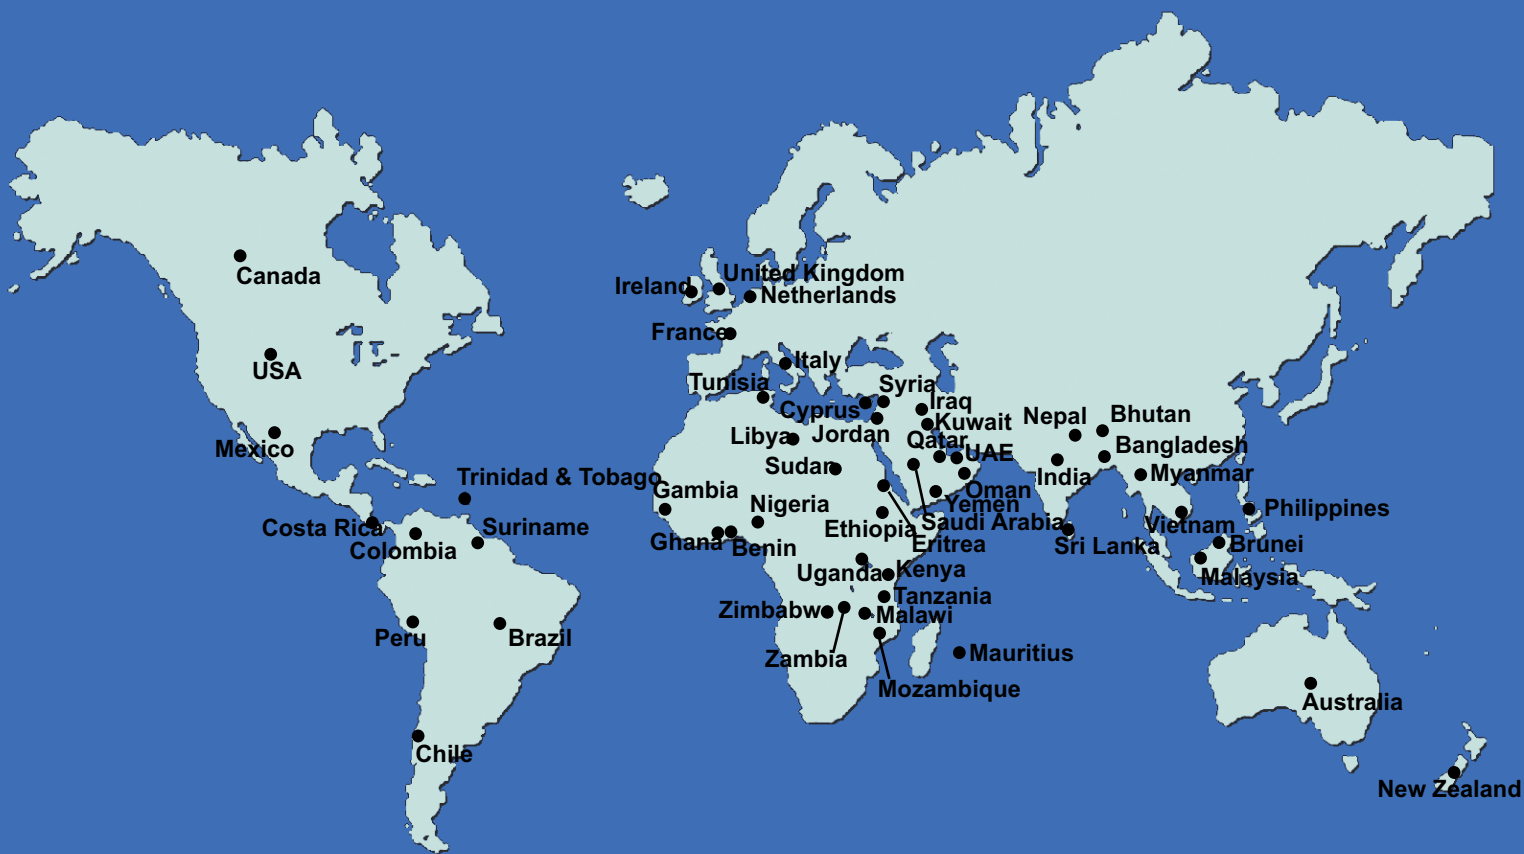 Canada
United Kingdom
Ireland
Netherlands
France
Italy
USA
Tunisia
Syria
Cyprus
Iraq
Kuwait
Nepal
Bhutan
Jordan
Libya
Qatar
Bangladesh
Mexico
UAE
Sudan
India
Myanmar
Trinidad & Tobago
Gambia
Oman
Nigeria
Yemen
Philippines
Costa Rica
Suriname
Ethiopia
Saudi Arabia
Vietnam
Colombia
Ghana
Benin
Eritrea
Sri Lanka
Brunei
Uganda
Kenya
Malaysia
Tanzania
Zimbabw
Malawi
Peru
Brazil
Zambia
Mauritius
Mozambique
Australia
Chile
New Zealand